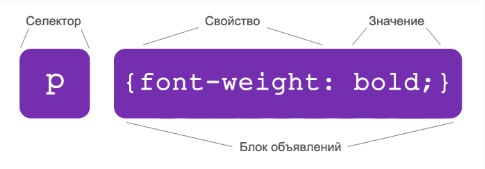 Селектор Свойство Значение
p {font-weight: bold;}
Блок объявлений